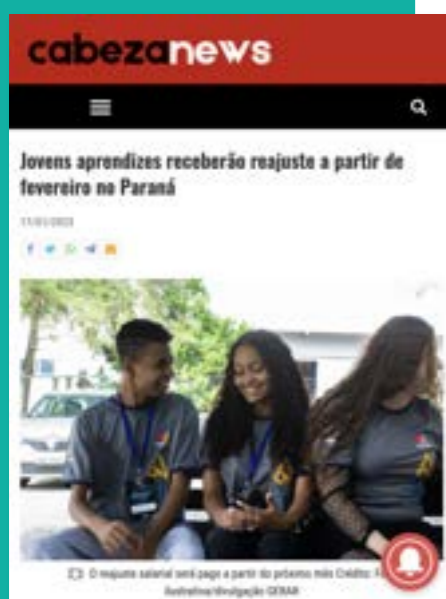 cabezanews
Jovens aprendizes receberão reajuste a partir de
fevereiro no Paraná
O reajuste salarial será pago a partir do próximo mês Crédito:
Ilustrativa/divulgação GERAR